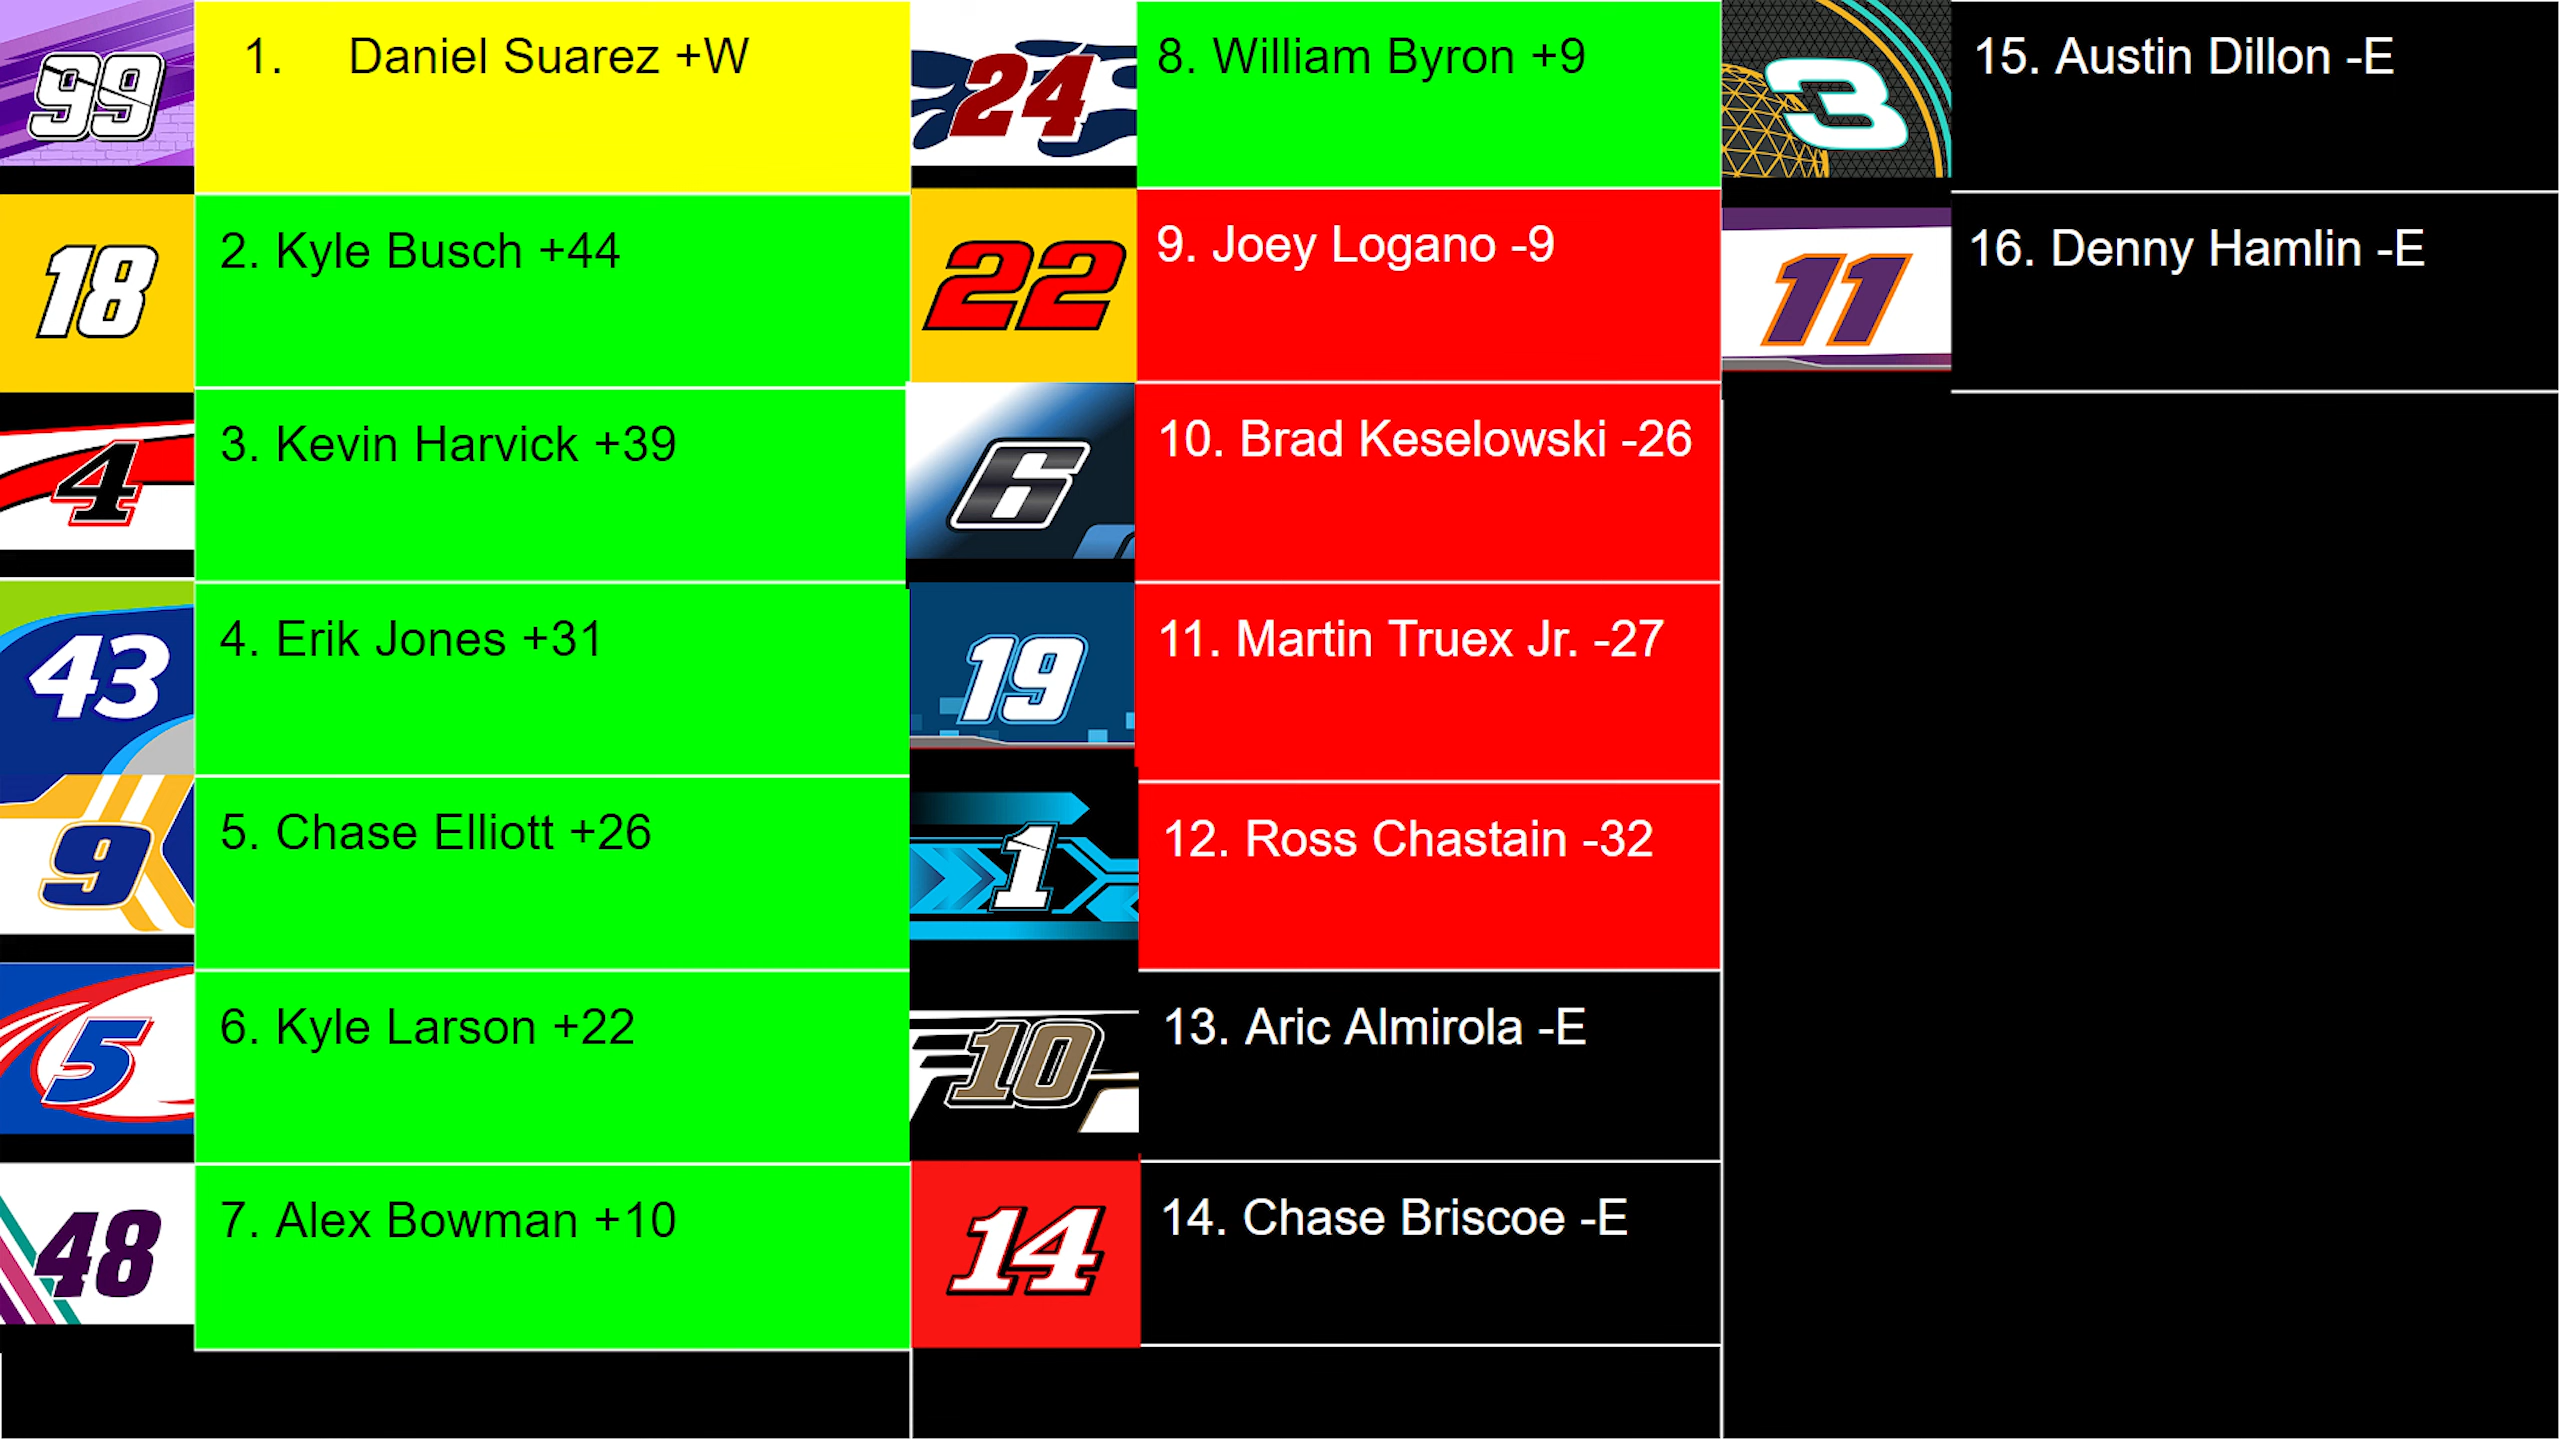 99
1. Daniel Suarez +W
18
2. Kyle Busch +44
4
3. Kevin Harvick +39
43
4. Erik Jones +31
9
5. Chase Elliott +26
5
6. Kyle Larson +22
48
7. Alex Bowman +10
24
8. William Byron +9
22
9. Joey Logano -9
6
10. Brad Keselowski -26
19
11. Martin Truex Jr. -27
1
12. Ross Chastain -32
10
13. Aric Almirola -E
14
14. Chase Briscoe -E
3
15. Austin Dillon -E
11
16. Denny Hamlin -E